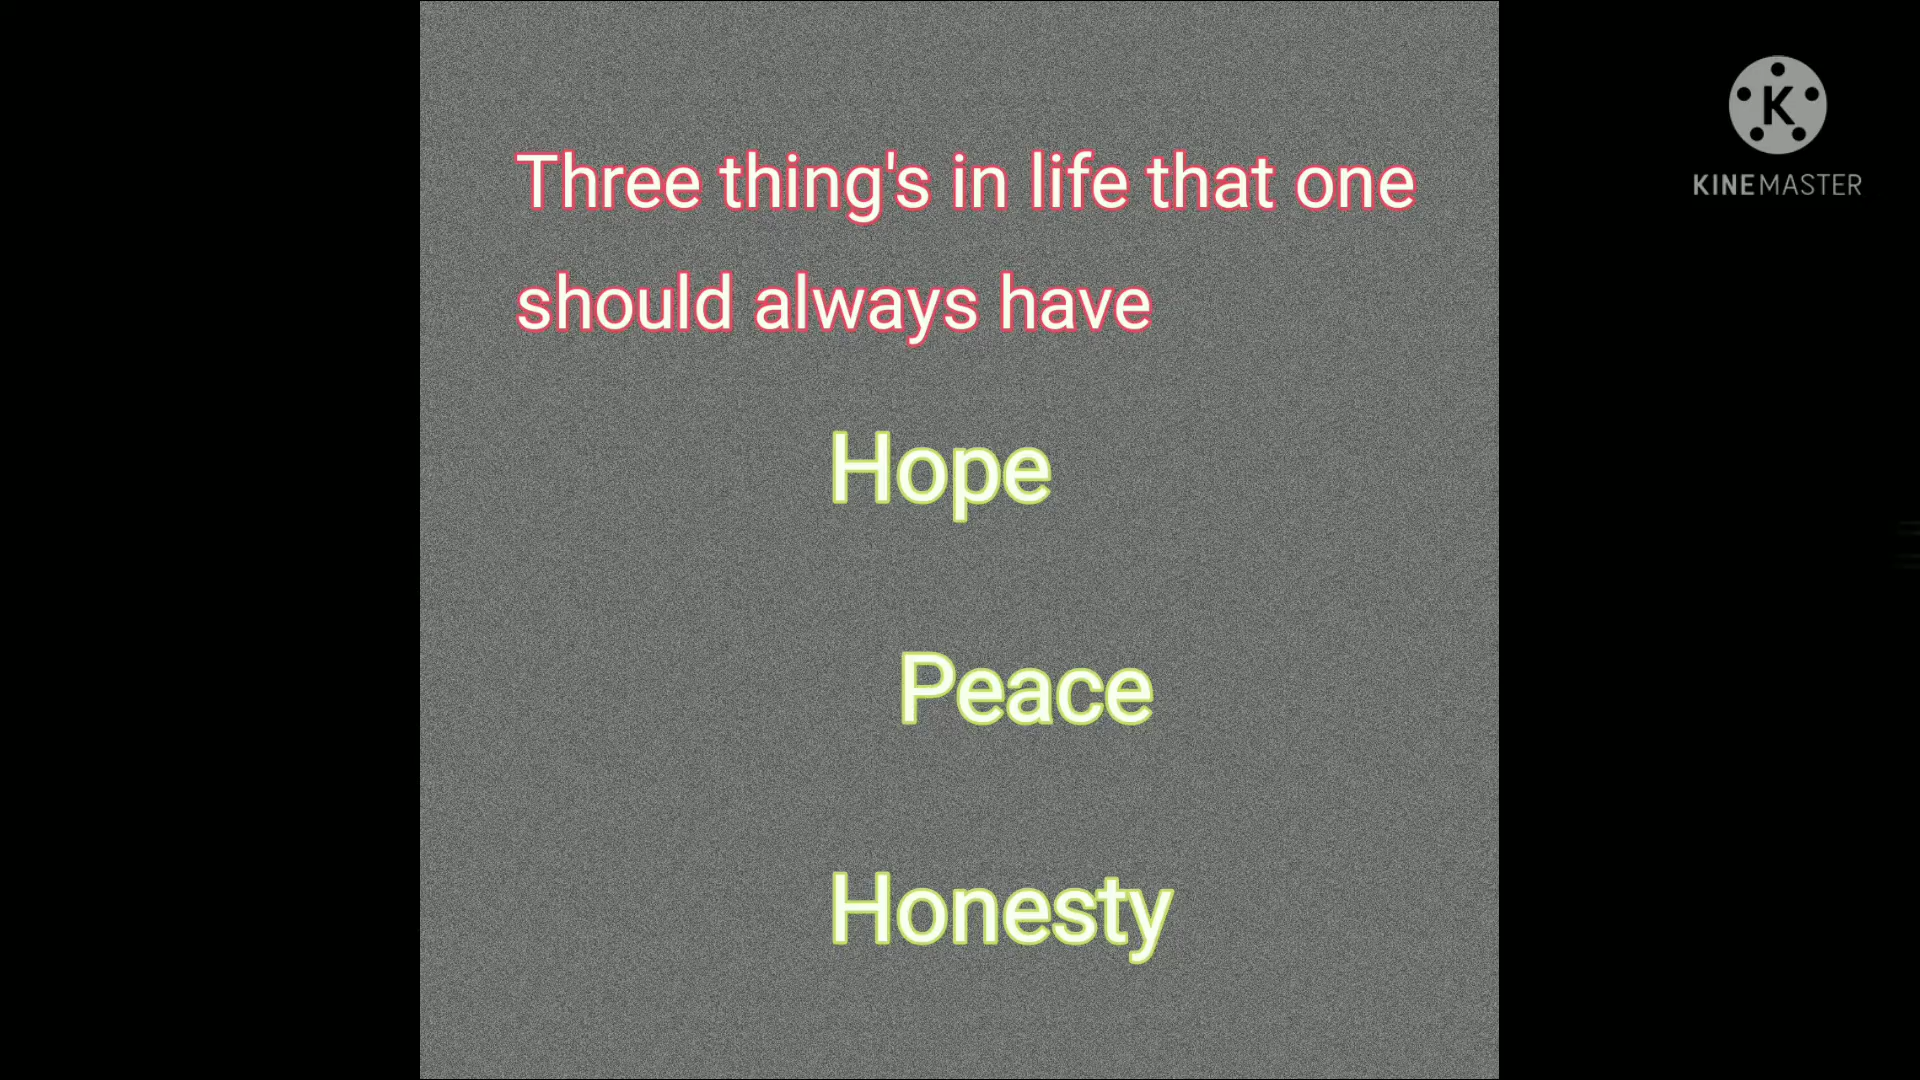 Three thing's in life that one
should always have
Hope
Peace
Honesty
KINEMASTER